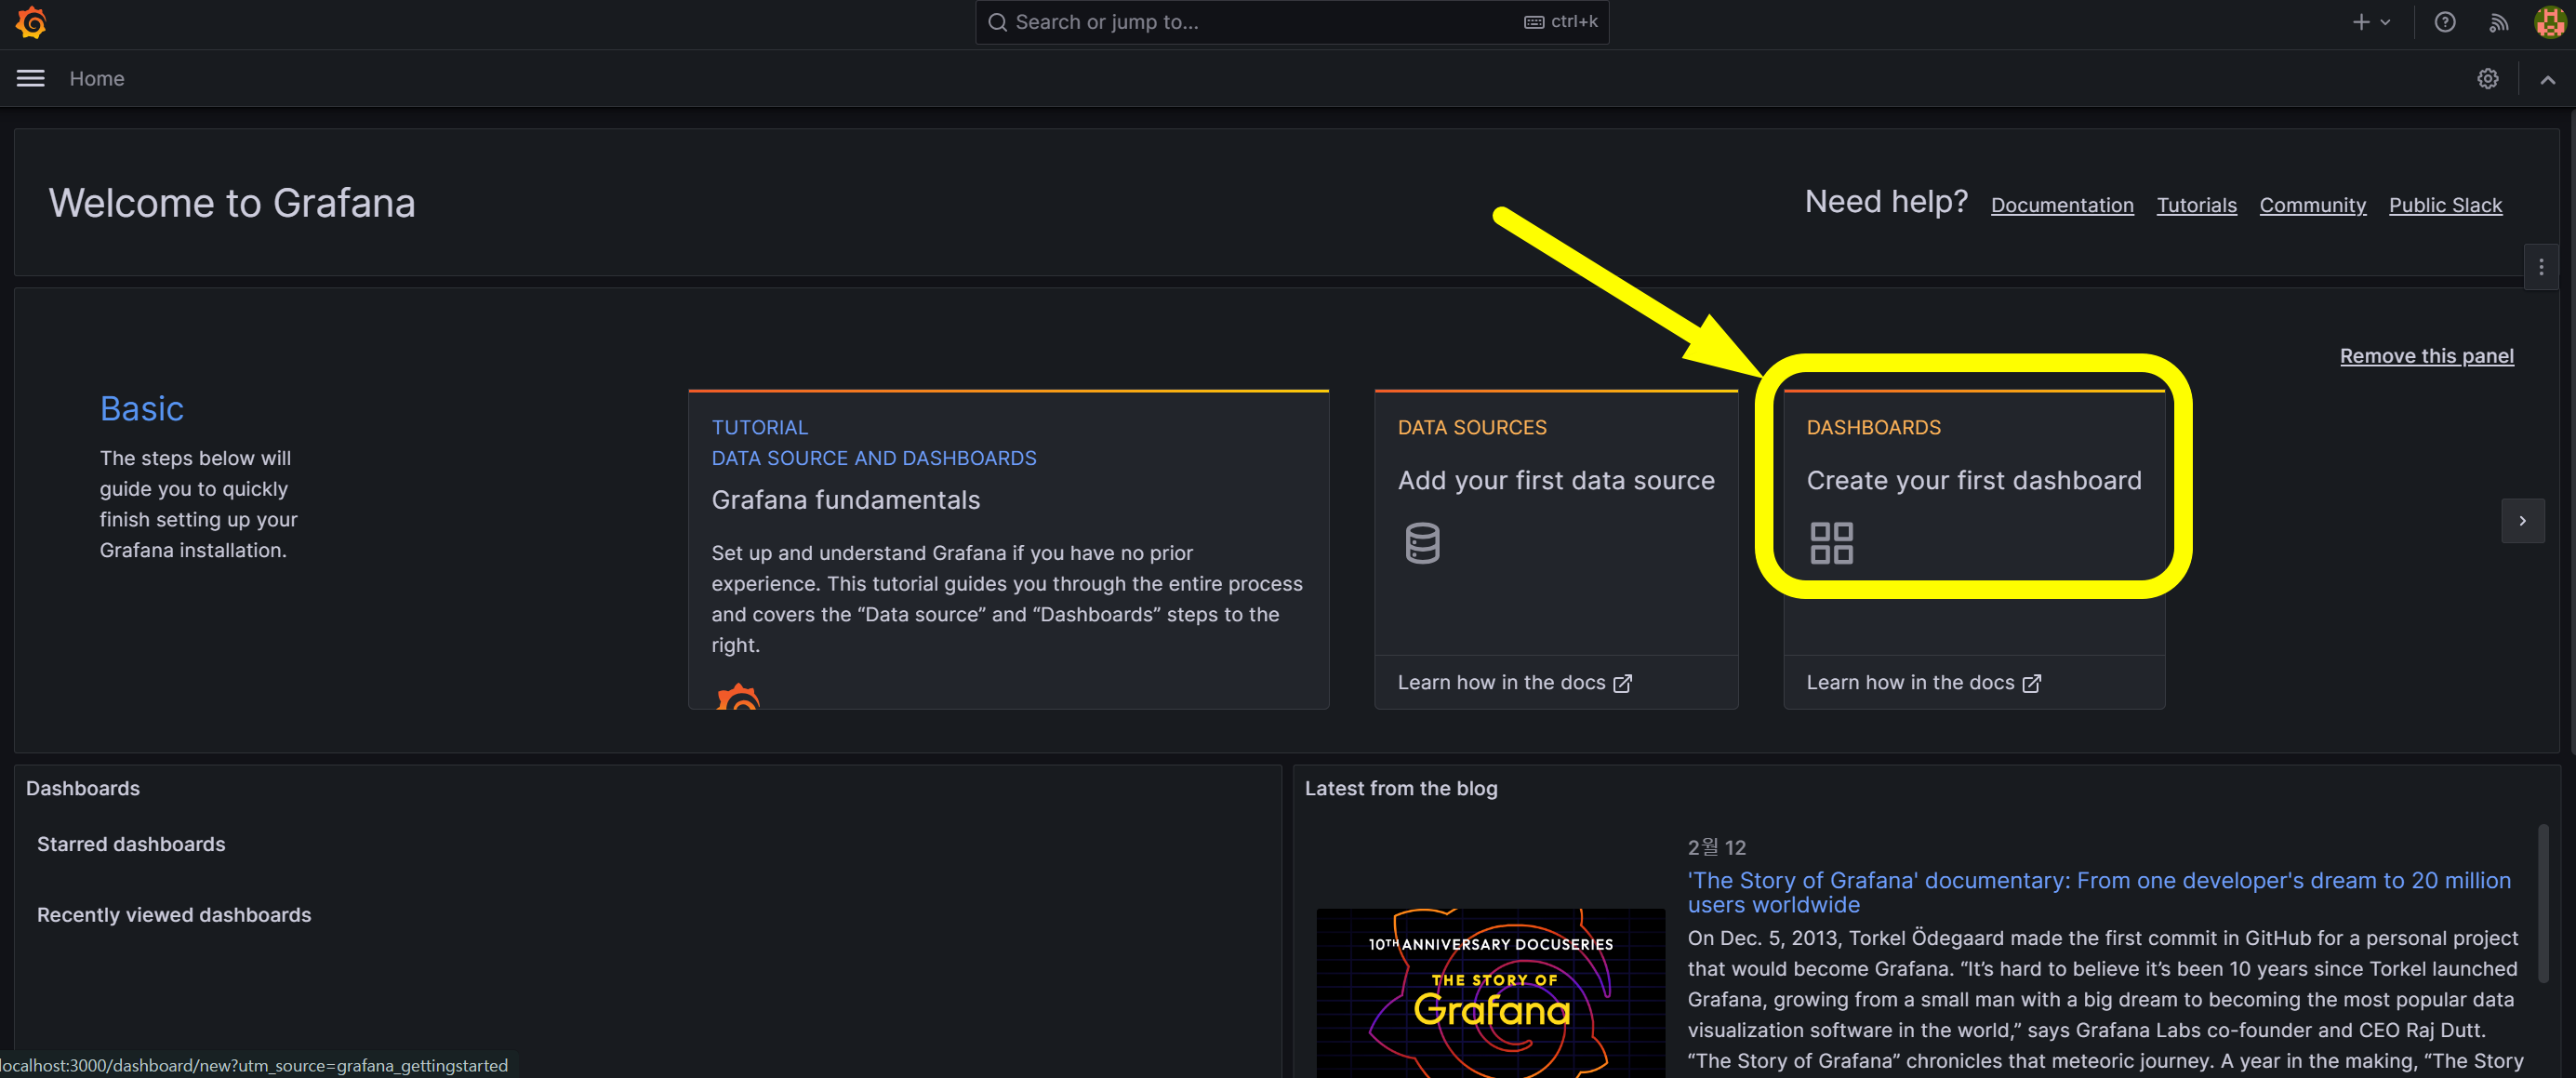 Search or jump to...
ctrl+k
Home
Welcome to Grafana
Need help?
Documentation
Tutorials
Community
Public Slack
Remove this panel
Basic
The steps below will
guide you to quickly
finish setting up your
Grafana installation.
TUTORIAL
DATA SOURCE AND DASHBOARDS
Grafana fundamentals
Set up and understand Grafana if you have no prior
experience. This tutorial guides you through the entire process
and covers the “Data source” and “Dashboards” steps to the
right.
DATA SOURCES
Add your first data source
Learn how in the docs
DASHBOARDS
Create your first dashboard
Learn how in the docs
Dashboards
Starred dashboards
Recently viewed dashboards
Latest from the blog
10TH ANNIVERSARY DOCUSERIES
THE STORY OF
Grafana
2월 12
'The Story of Grafana' documentary: From one developer's dream to 20 million
users worldwide
On Dec. 5, 2013, Torkel Ödegaard made the first commit in GitHub for a personal project
that would become Grafana. “It’s hard to believe it’s been 10 years since Torkel launched
Grafana, growing from a small man with a big dream to becoming the most popular data
visualization software in the world,” says Grafana Labs co-founder and CEO Raj Dutt.
“The Story of Grafana” chronicles that meteoric journey. A year in the making, “The Story
localhost:3000/dashboard/new?utm_source=grafana_gettingstarted